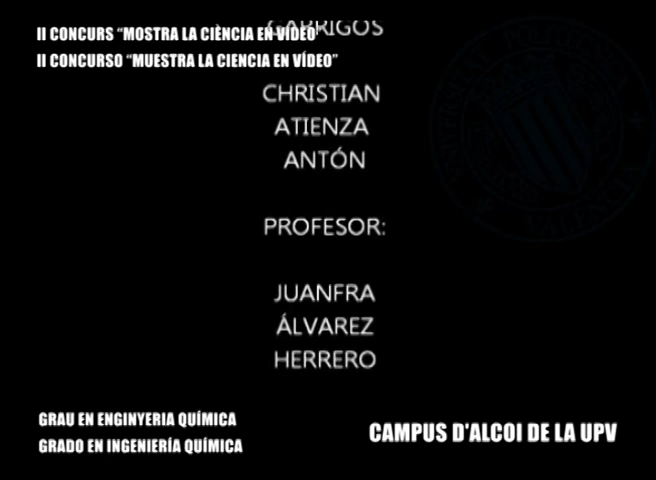 II CONCURS “MOSTRA LA CIÈNCIA EN VÍDEO”
II CONCURSO “MUESTRA LA CIENCIA EN VÍDEO”
CHRISTIAN
ATIENZA
ANTÓN
PROFESOR:
JUANFRA
ÁLVAREZ
HERRERO
GRAU EN ENGINYERIA QUÍMICA
GRADO EN INGENIERÍA QUÍMICA
CAMPUS D'ALCOI DE LA UPV